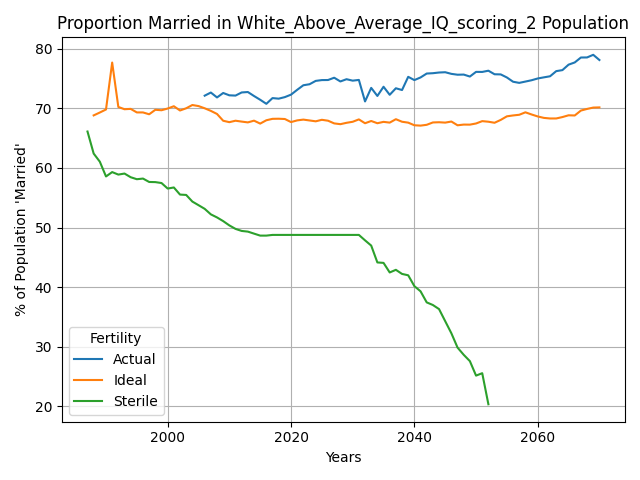 Proportion Married in White_Above_Average_IQ_scoring_2 Population
% of Population 'Married'
80
70
60
50
40
30
20
Fertility
Actual
Ideal
Sterile
2000 2020 2040 2060
Years